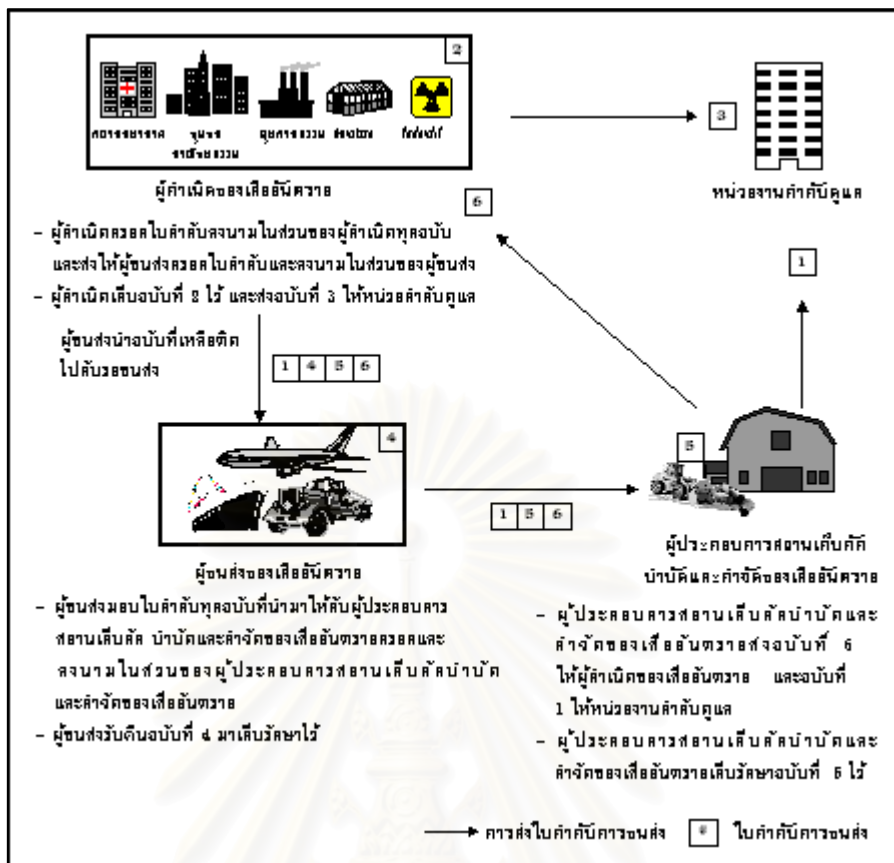 2
สถานพยาบาล
ชุมชน
พาณิชยกรรม
อุตสาหกรรม
3
ผู้กำเนิดของเสียอันตราย
หน่วยงานกำกับดูแล
6
- ผู้กำเนิดกรอกใบกำกับลงนามในส่วนของผู้กำเนิดทุกฉบับ
และส่งให้ผู้ขนส่งกรอกใบกำกับและลงนามในส่วนของผู้ขนส่ง
- ผู้กำเนิดเก็บฉบับที่ 2 ไว้ และส่งฉบับที่ 3 ให้หน่วยกำกับดูแล
1
ผู้ขนส่งนำฉบับที่เหลือติด
ไปกับรถขนส่ง
1 4 5 6
4
5
1 5 6
ผู้ขนส่งของเสียอันตราย
ผู้ประกอบการสถานเก็บกัก
บำบัดและกำจัดของเสียอันตราย
- ผู้ขนส่งมอบใบกำกับทุกฉบับที่นำมาให้กับผู้ประกอบการ
สถานเก็บกัก บำบัดและกำจัดของเสียอันตรายกรอกและ
ลงนามในส่วนของผู้ประกอบการสถานเก็บกักบำบัด
และกำจัดของเสียอันตราย
- ผู้ขนส่งรับคืนฉบับที่ 4 มาเก็บรักษาไว้
- ผู้ประกอบการสถานเก็บกักบำบัดและ
กำจัดของเสียอันตรายส่งฉบับที่ 6
ให้ผู้กำเนิดของเสียอันตราย และฉบับที่
1 ให้หน่วยงานกำกับดูแล
- ผู้ประกอบการสถานเก็บกักบำบัดและ
กำจัดของเสียอันตรายเก็บรักษาฉบับที่ 5 ไว้
การส่งใบกำกับการขนส่ง # ใบกำกับการขนส่ง